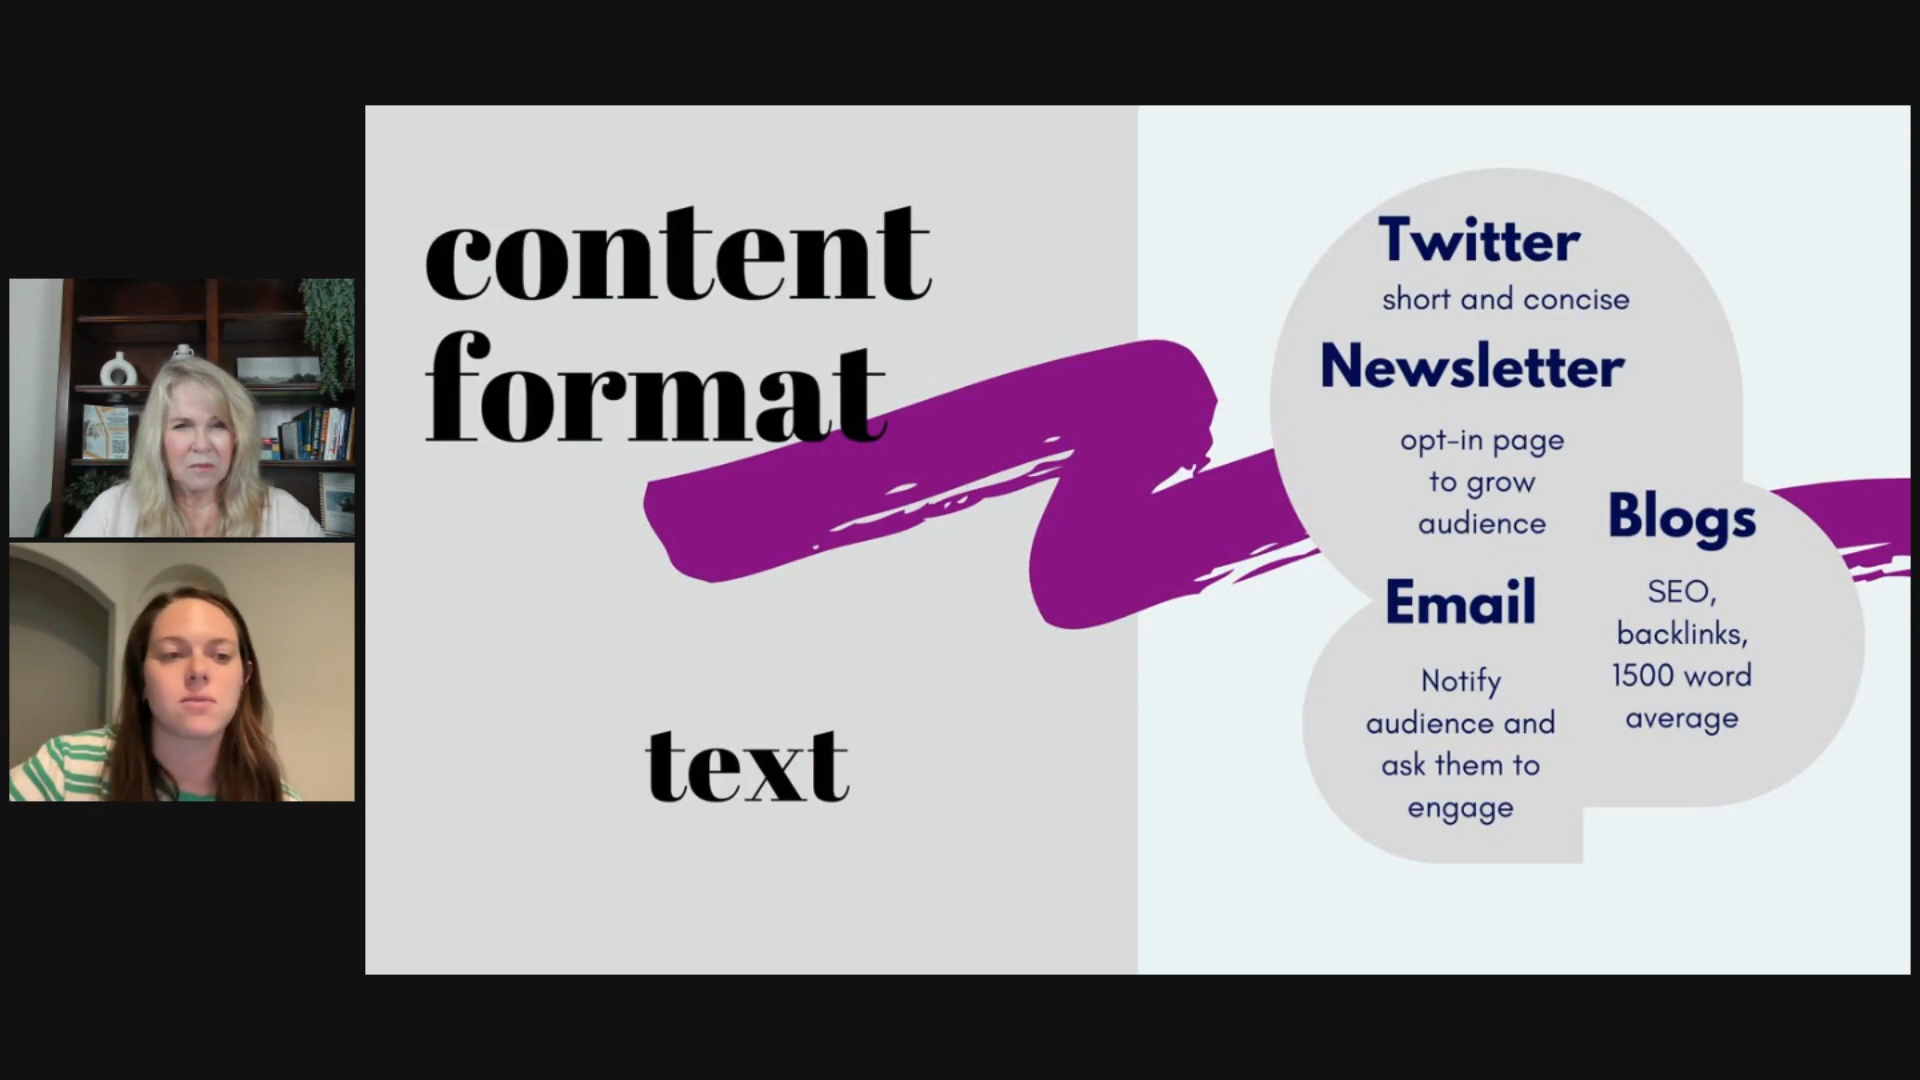 content
format
text
Twitter
short and concise
Newsletter
opt-in page
to grow
audience
Email
Notify
audience and
ask them to
engage
Blogs
SEO,
backlinks,
1500 word
average